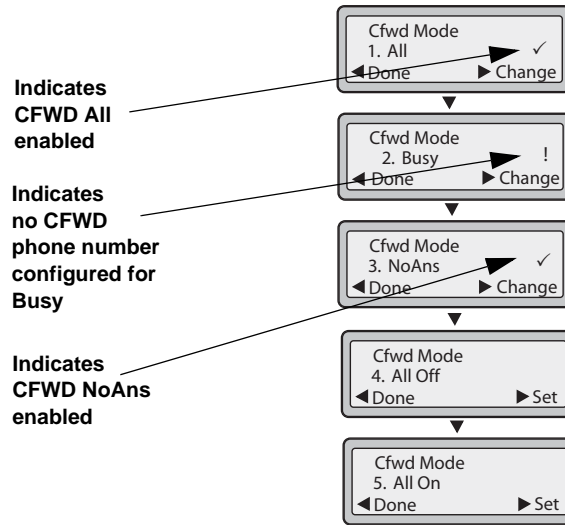 Cfwd Mode
1. All ✓
◀Done ▶Change
Indicates
CFWD All
enabled
Cfwd Mode
2. Busy !
◀Done ▶Change
Indicates
no CFWD
phone number
configured for
Busy
Cfwd Mode
3. NoAns ✓
◀Done ▶Change
Indicates
CFWD NoAns
enabled
Cfwd Mode
4. All Off
◀Done ▶Set
Cfwd Mode
5. All On
◀Done ▶Set